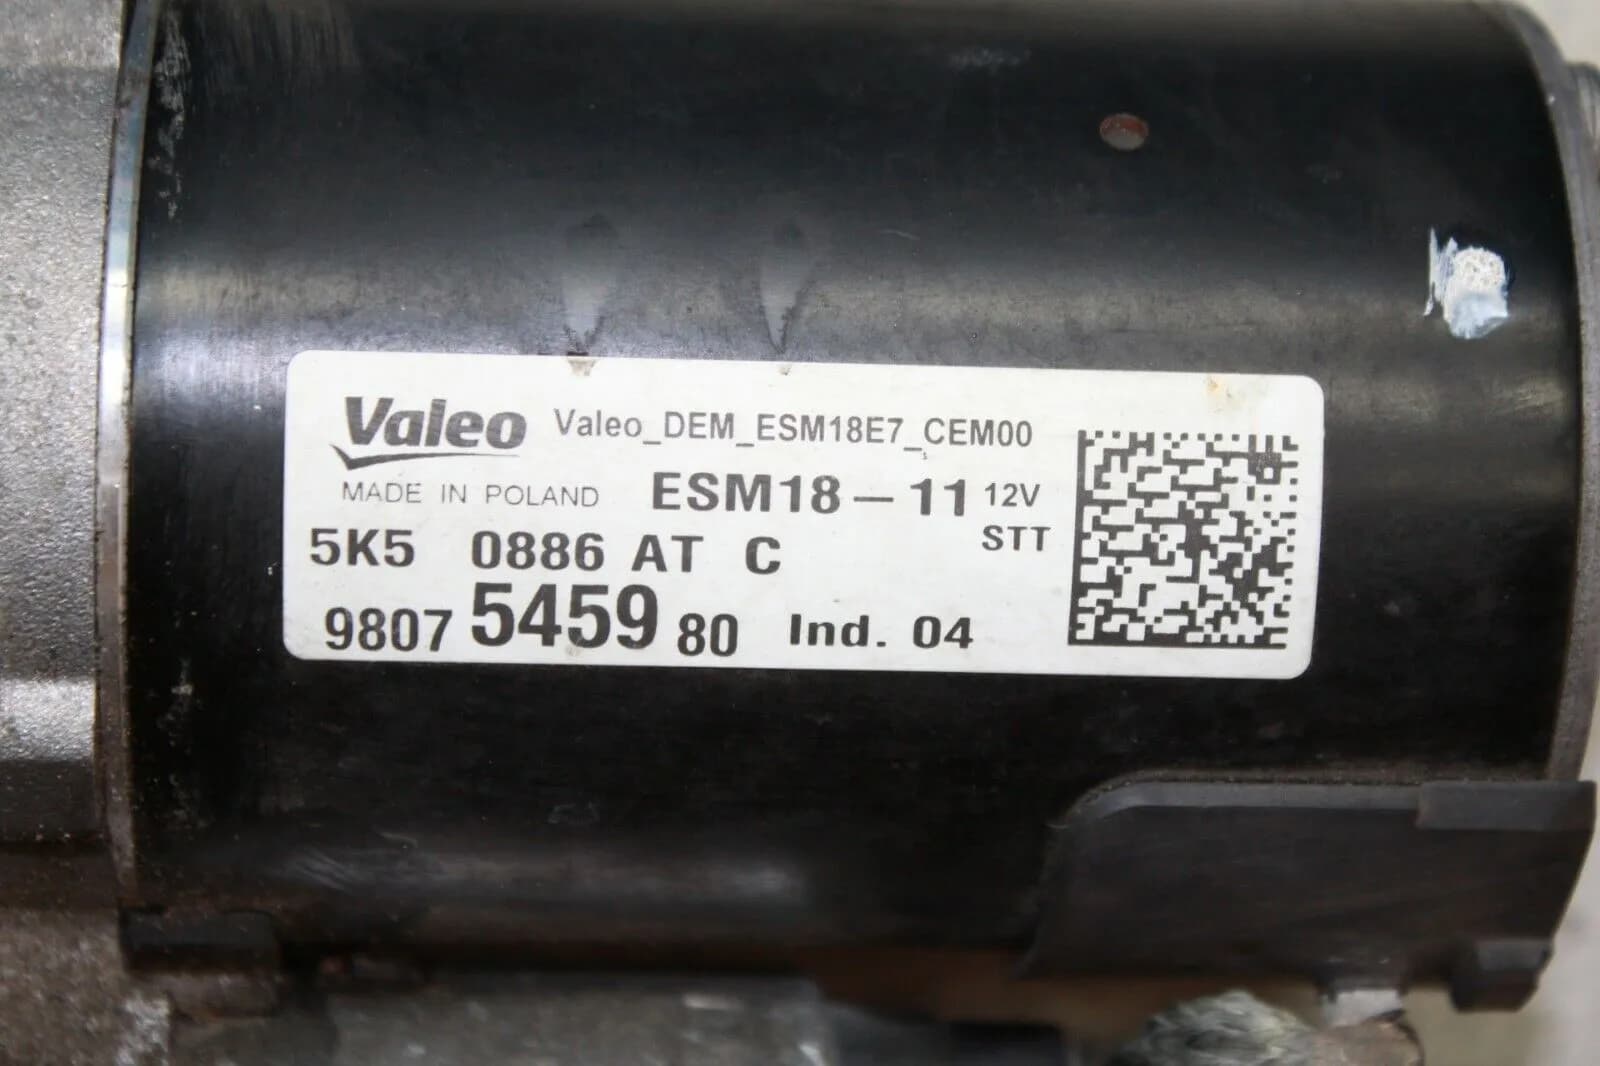 Valeo Valeo_DEM_ESM18E7_CEM00
MADE IN POLAND ESM18-11 12V
STT
5K5 0886 AT C
9807 5459 80 Ind. 04